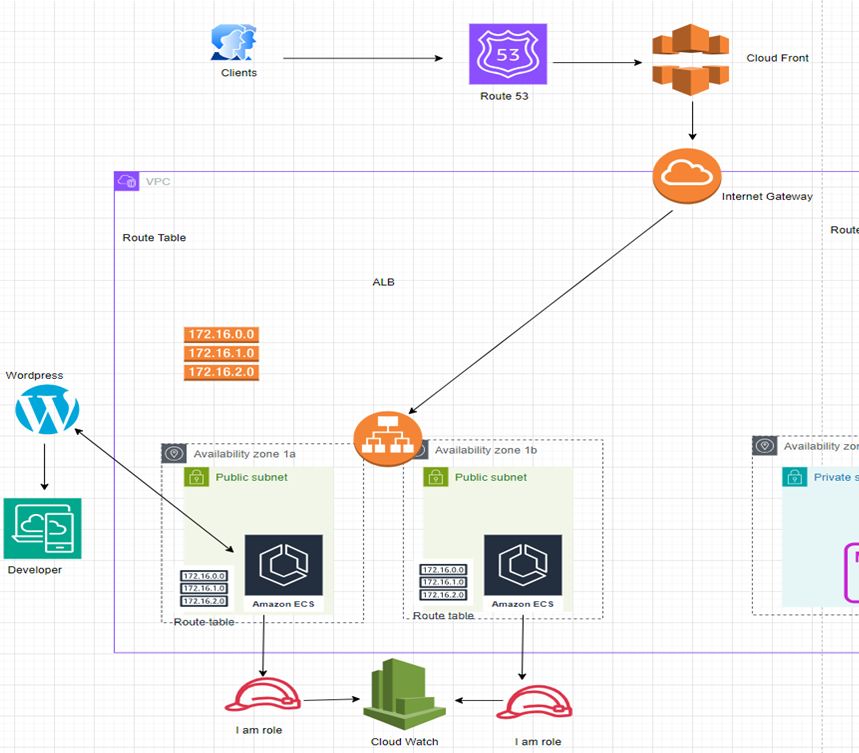 53
Clients
Cloud Front
Route 53
VPC
Internet Gateway
Route Table
Route
ALB
172.16.0.0
172.16.1.0
172.16.2.0
Wordpress
Availability zone 1a
Availability zone 1b
Availability zo
Public subnet
Public subnet
Private s
172.16.0.0
172.16.1.0
172.16.2.0
Amazon ECS
Route table
172.16.0.0
172.16.1.0
172.16.2.0
Amazon ECS
Route table
Developer
I am role
Cloud Watch
I am role